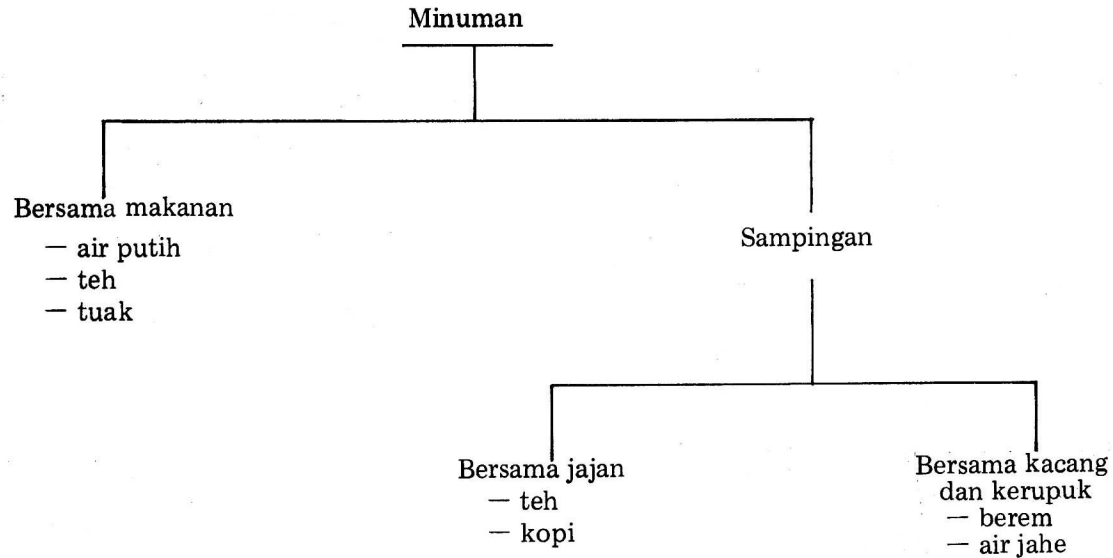 Minuman
Bersama makanan
— air putih
— teh
— tuak
Sampingan
Bersama jajan
— teh
— kopi
Bersama kacang
dan kerupuk
— berem
— air jahe